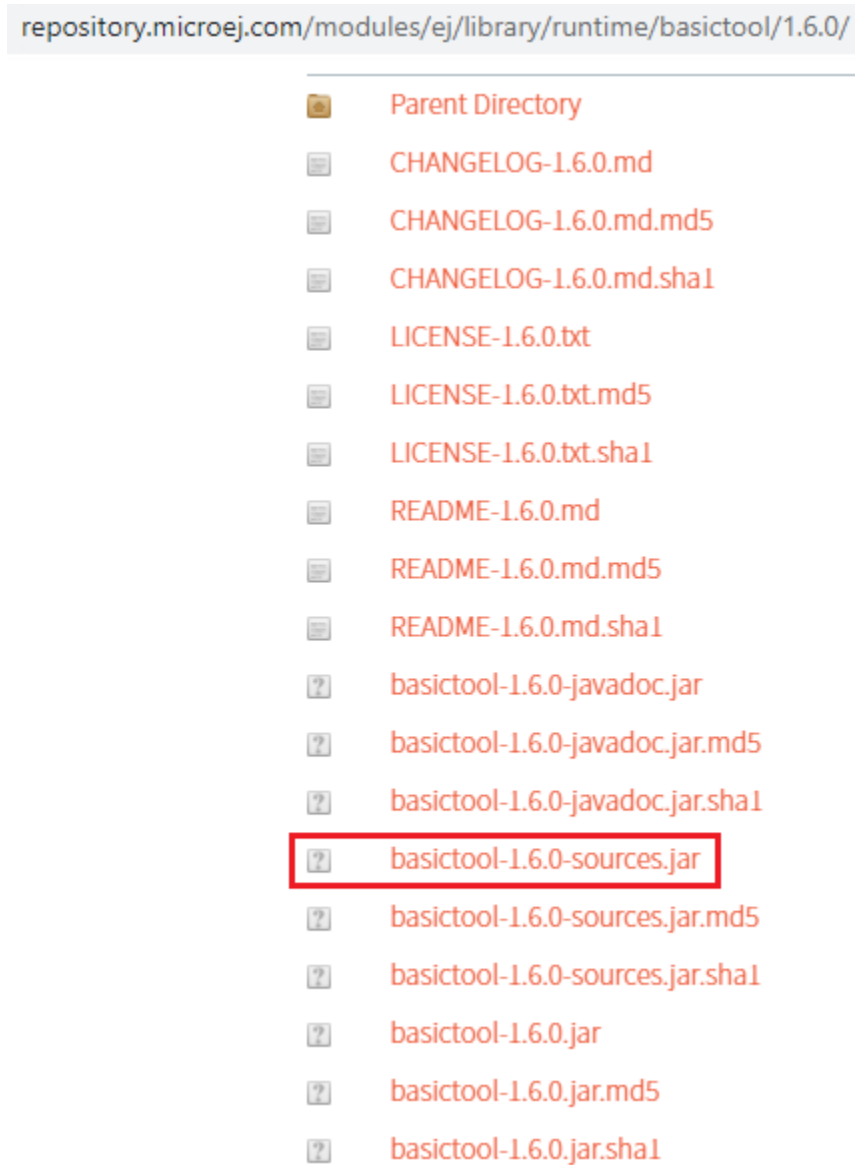 repository.microej.com/modules/ej/library/runtime/basictool/1.6.0/
Parent Directory
CHANGELOG-1.6.0.md
CHANGELOG-1.6.0.md.md5
CHANGELOG-1.6.0.md.sha1
LICENSE-1.6.0.txt
LICENSE-1.6.0.txt.md5
LICENSE-1.6.0.txt.sha1
README-1.6.0.md
README-1.6.0.md.md5
README-1.6.0.md.sha1
basictool-1.6.0-javadoc.jar
basictool-1.6.0-javadoc.jar.md5
basictool-1.6.0-javadoc.jar.sha1
basictool-1.6.0-sources.jar
basictool-1.6.0-sources.jar.md5
basictool-1.6.0-sources.jar.sha1
basictool-1.6.0.jar
basictool-1.6.0.jar.md5
basictool-1.6.0.jar.sha1